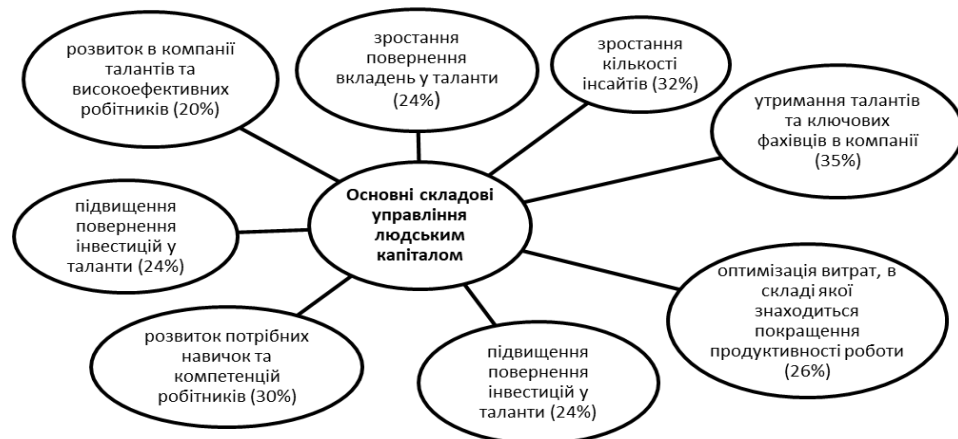 розвиток в компанії
талантів та
високоефективних
робітників (20%)
зростання
повернення
вкладень у таланти
(24%)
зростання
кількості
інсайтів (32%)
утримання талантів
та ключових
фахівців в компанії
(35%)
Основні складові
управління
людським
капіталом
підвищення
повернення
інвестицій у
таланти (24%)
оптимізація витрат, в
складі якої
знаходиться
покращення
продуктивності роботи
(26%)
розвиток потрібних
навичок та
компетенцій
робітників (30%)
підвищення
повернення
інвестицій у
таланти (24%)